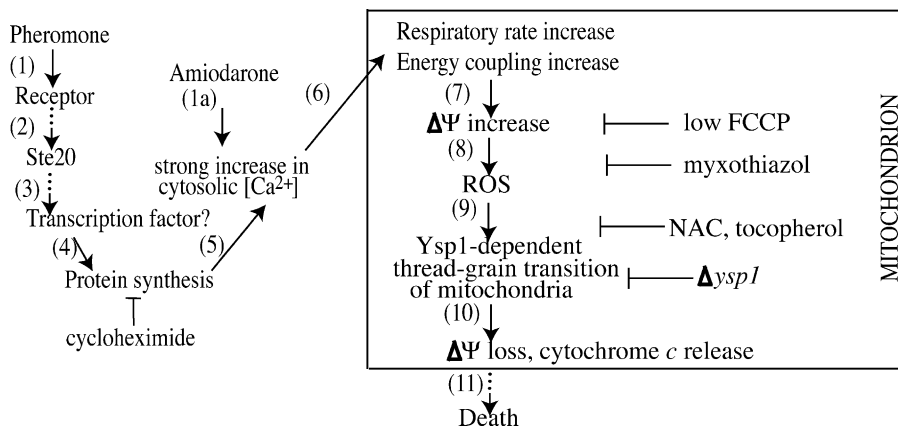 Pheromone
(1)
Receptor
(2)
Ste20
(3)
Transcription factor?
(4)
Protein synthesis
cycloheximide
Amiodarone
(1a)
strong increase in
cytosolic [Ca²⁺]
(5)
(6)
Respiratory rate increase
Energy coupling increase
(7)
ΔΨ increase
low FCCP
(8)
myxothiazol
ROS
(9)
NAC, tocopherol
Ysp1-dependent
thread-grain transition
of mitochondria
Δysp1
(10)
ΔΨ loss, cytochrome c release
(11)
Death
MITOCHONDRION